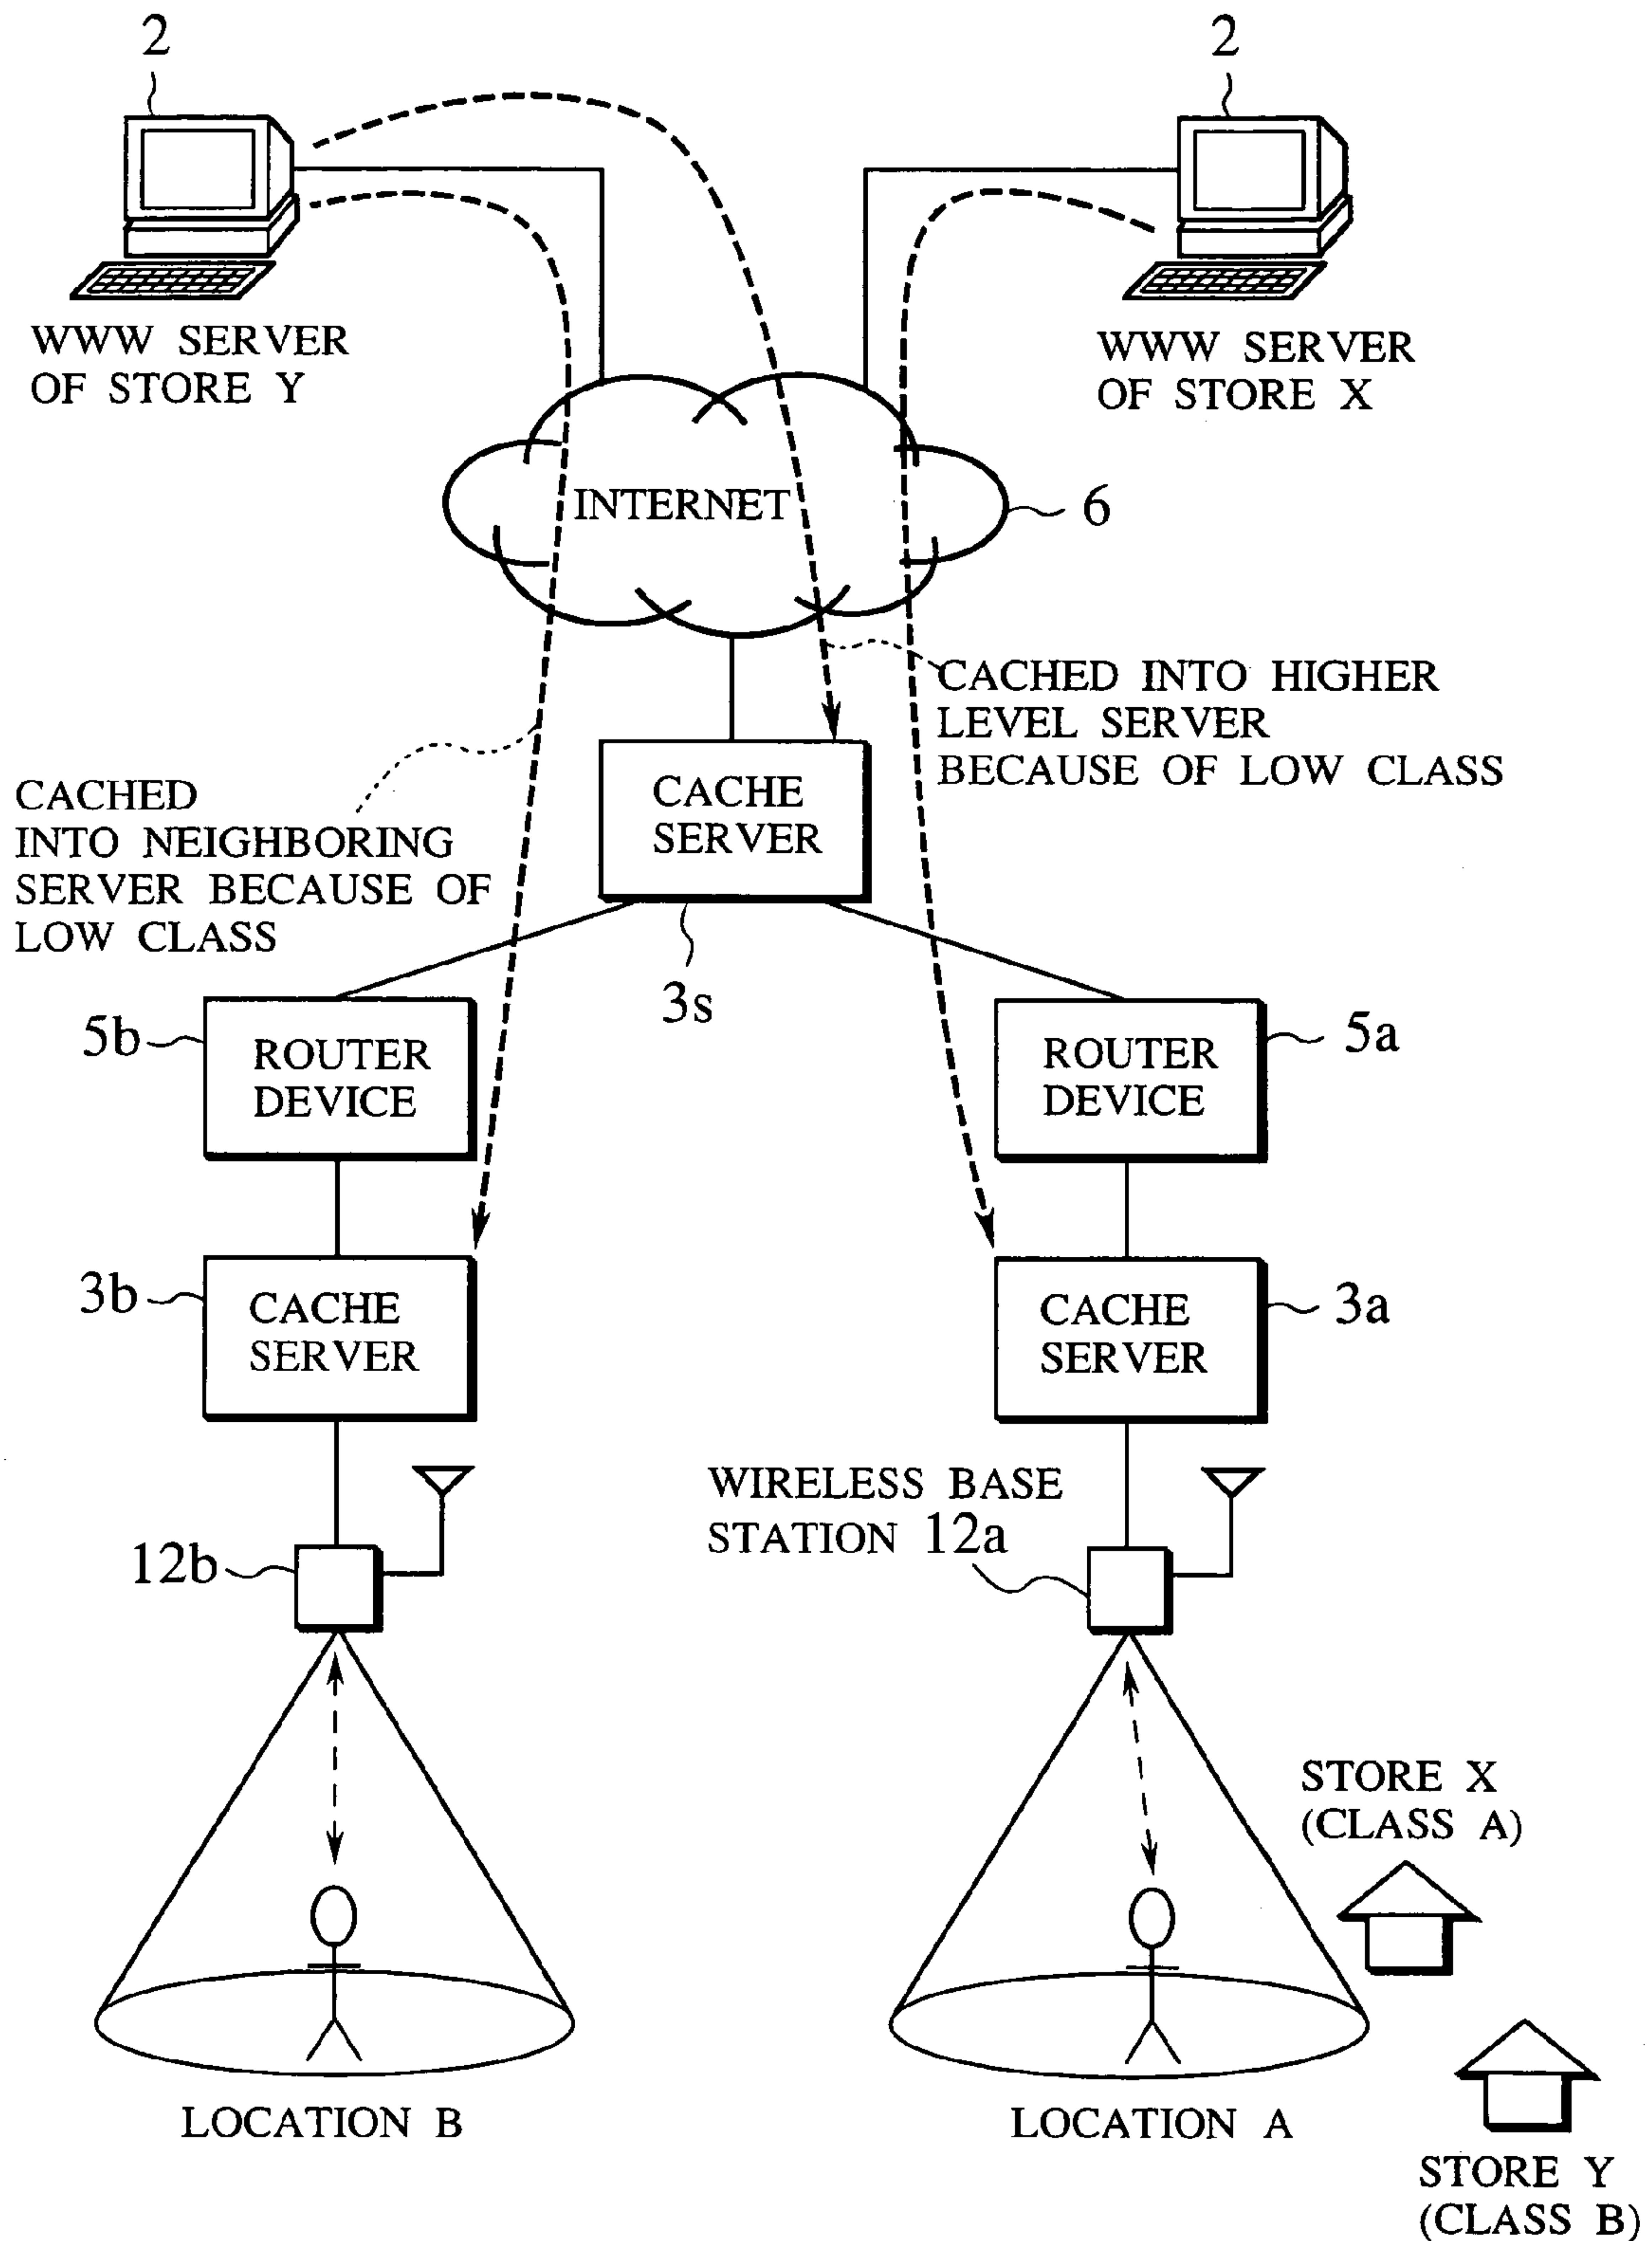 2
2
WWW SERVER
OF STORE Y
WWW SERVER
OF STORE X
INTERNET
6
CACHED INTO HIGHER
LEVEL SERVER
BECAUSE OF LOW CLASS
CACHED
INTO NEIGHBORING
SERVER BECAUSE OF
LOW CLASS
CACHE
SERVER
3s
5b
ROUTER
DEVICE
ROUTER
DEVICE
5a
3b
CACHE
SERVER
CACHE
SERVER
3a
WIRELESS BASE
STATION 12a
12b
STORE X
(CLASS A)
LOCATION B
LOCATION A
STORE Y
(CLASS B)